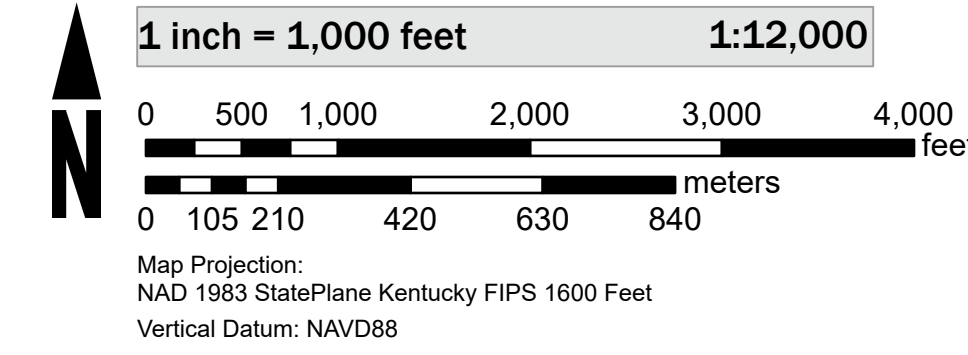 1 inch = 1,000 feet 1:12,000
0 500 1,000 2,000 3,000 4,000
feet
meters
0 105 210 420 630 840
N
Map Projection:
NAD 1983 StatePlane Kentucky FIPS 1600 Feet
Vertical Datum: NAVD88